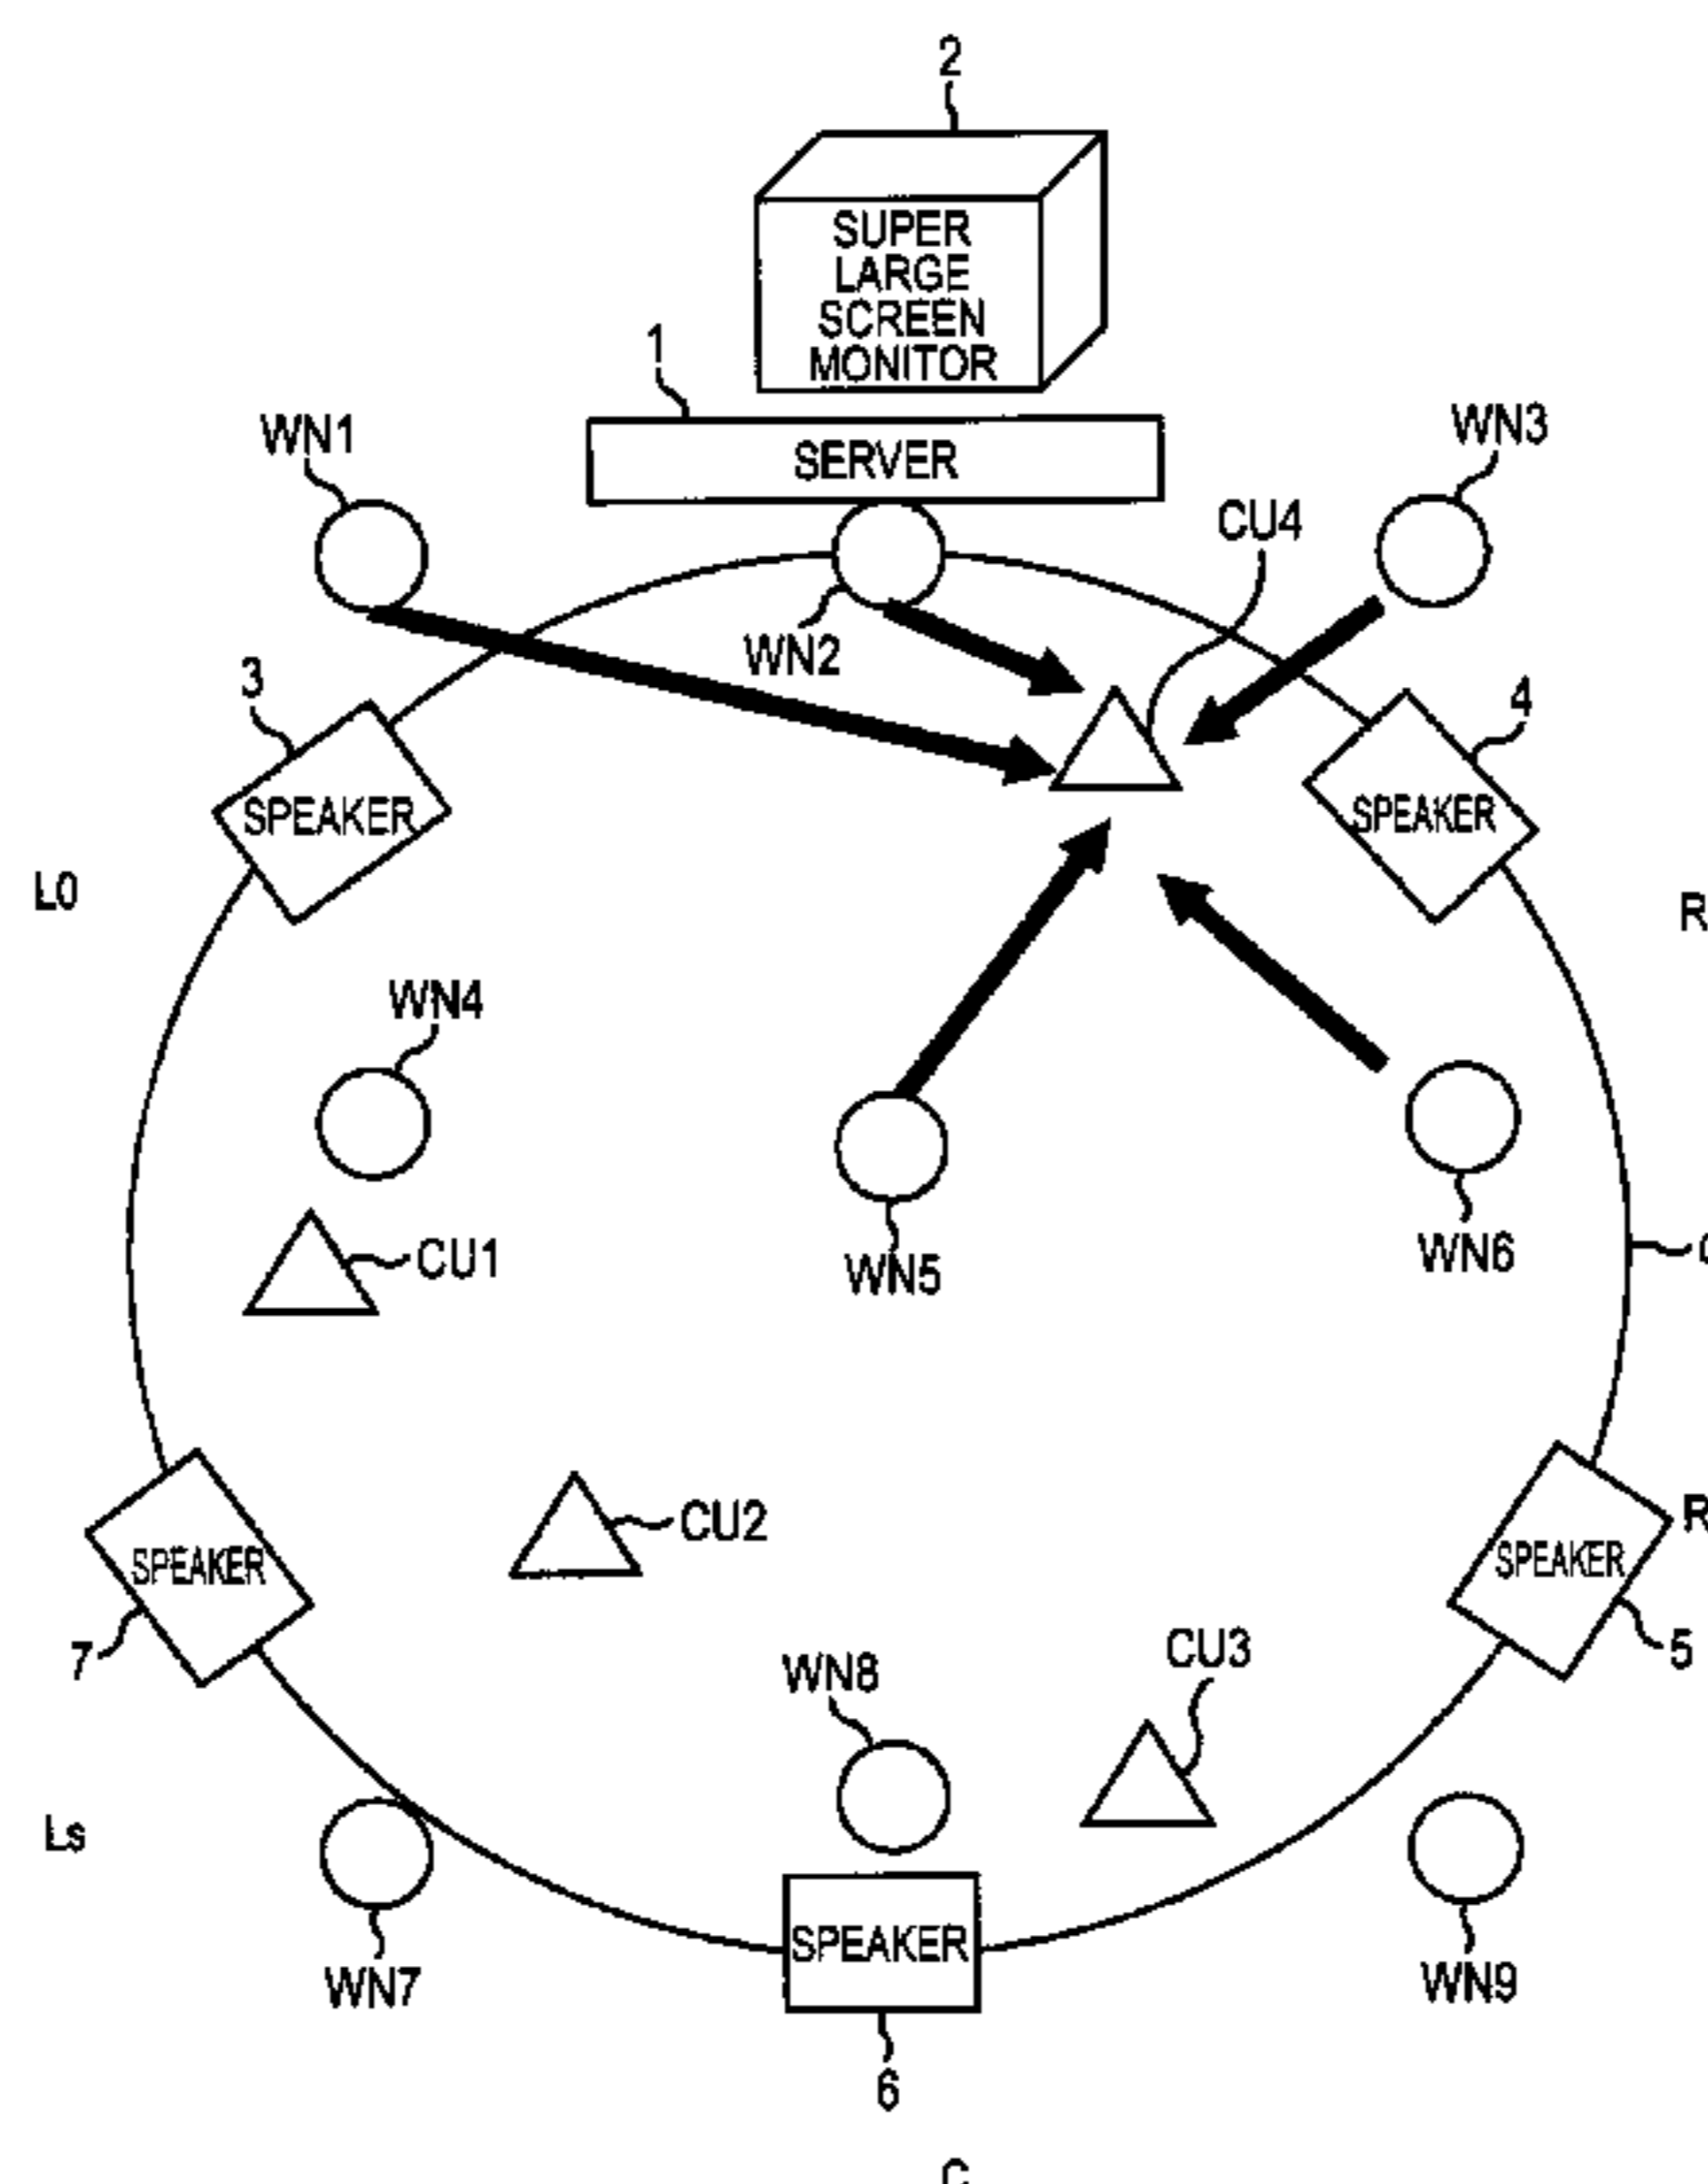 2
SUPER
LARGE
SCREEN
MONITOR
1
SERVER
WN1
WN3
CU4
WN2
3
4
SPEAKER
SPEAKER
L0
R
WN4
CU1
WN5
WN6
CU2
SPEAKER
SPEAKER
R
7
5
WN8
CU3
Ls
SPEAKER
WN7
WN9
6